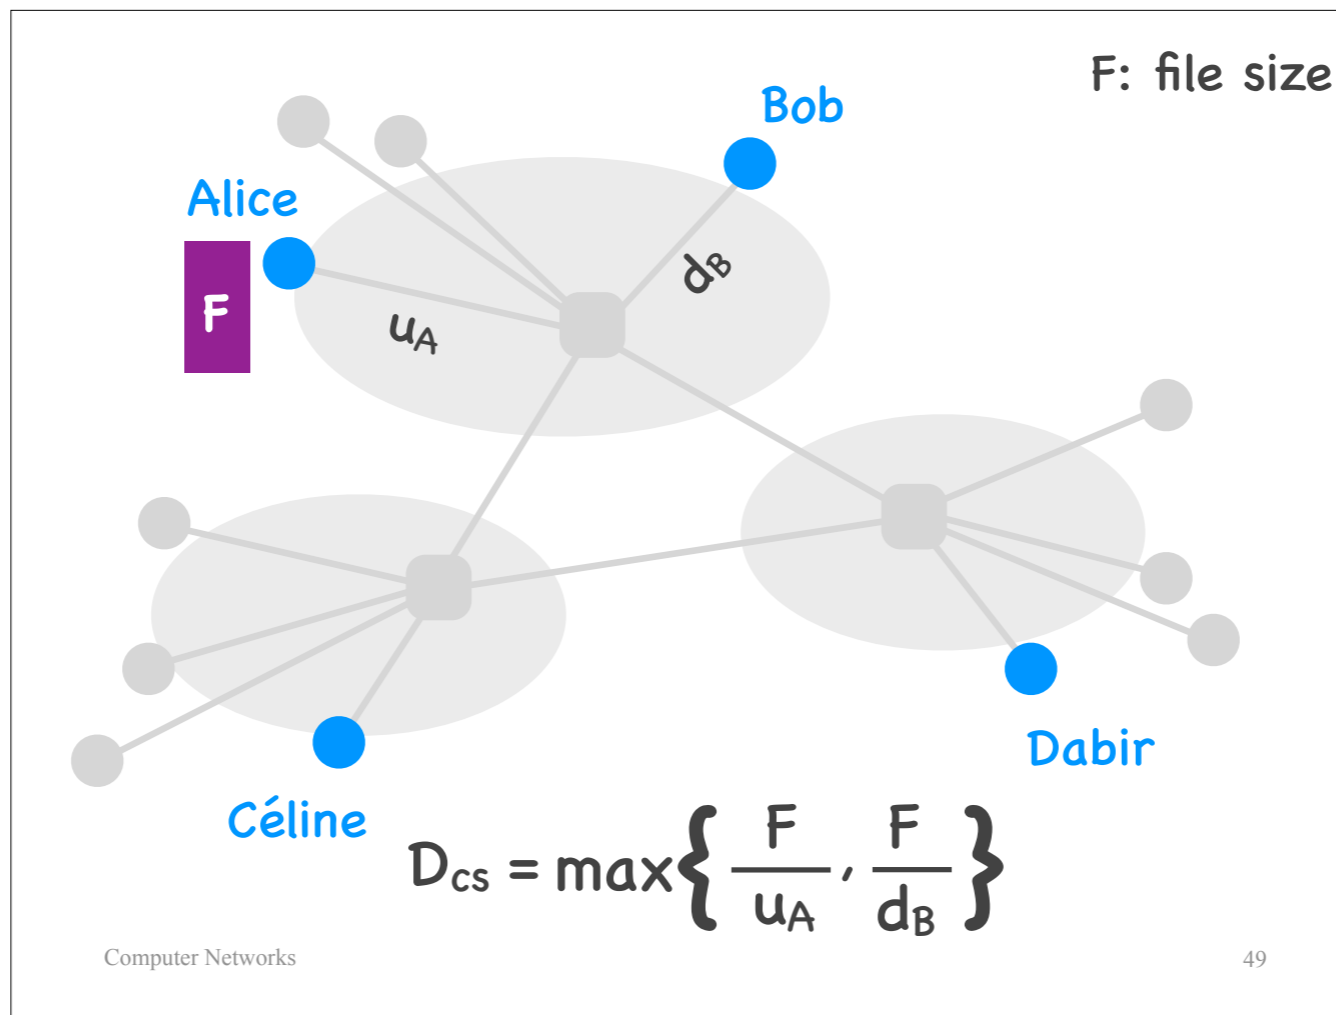 F: file size
Bob
Alice
F
dB
uA
Dabir
Céline
Dcs = max{ F/uA , F/dB }
Computer Networks
49